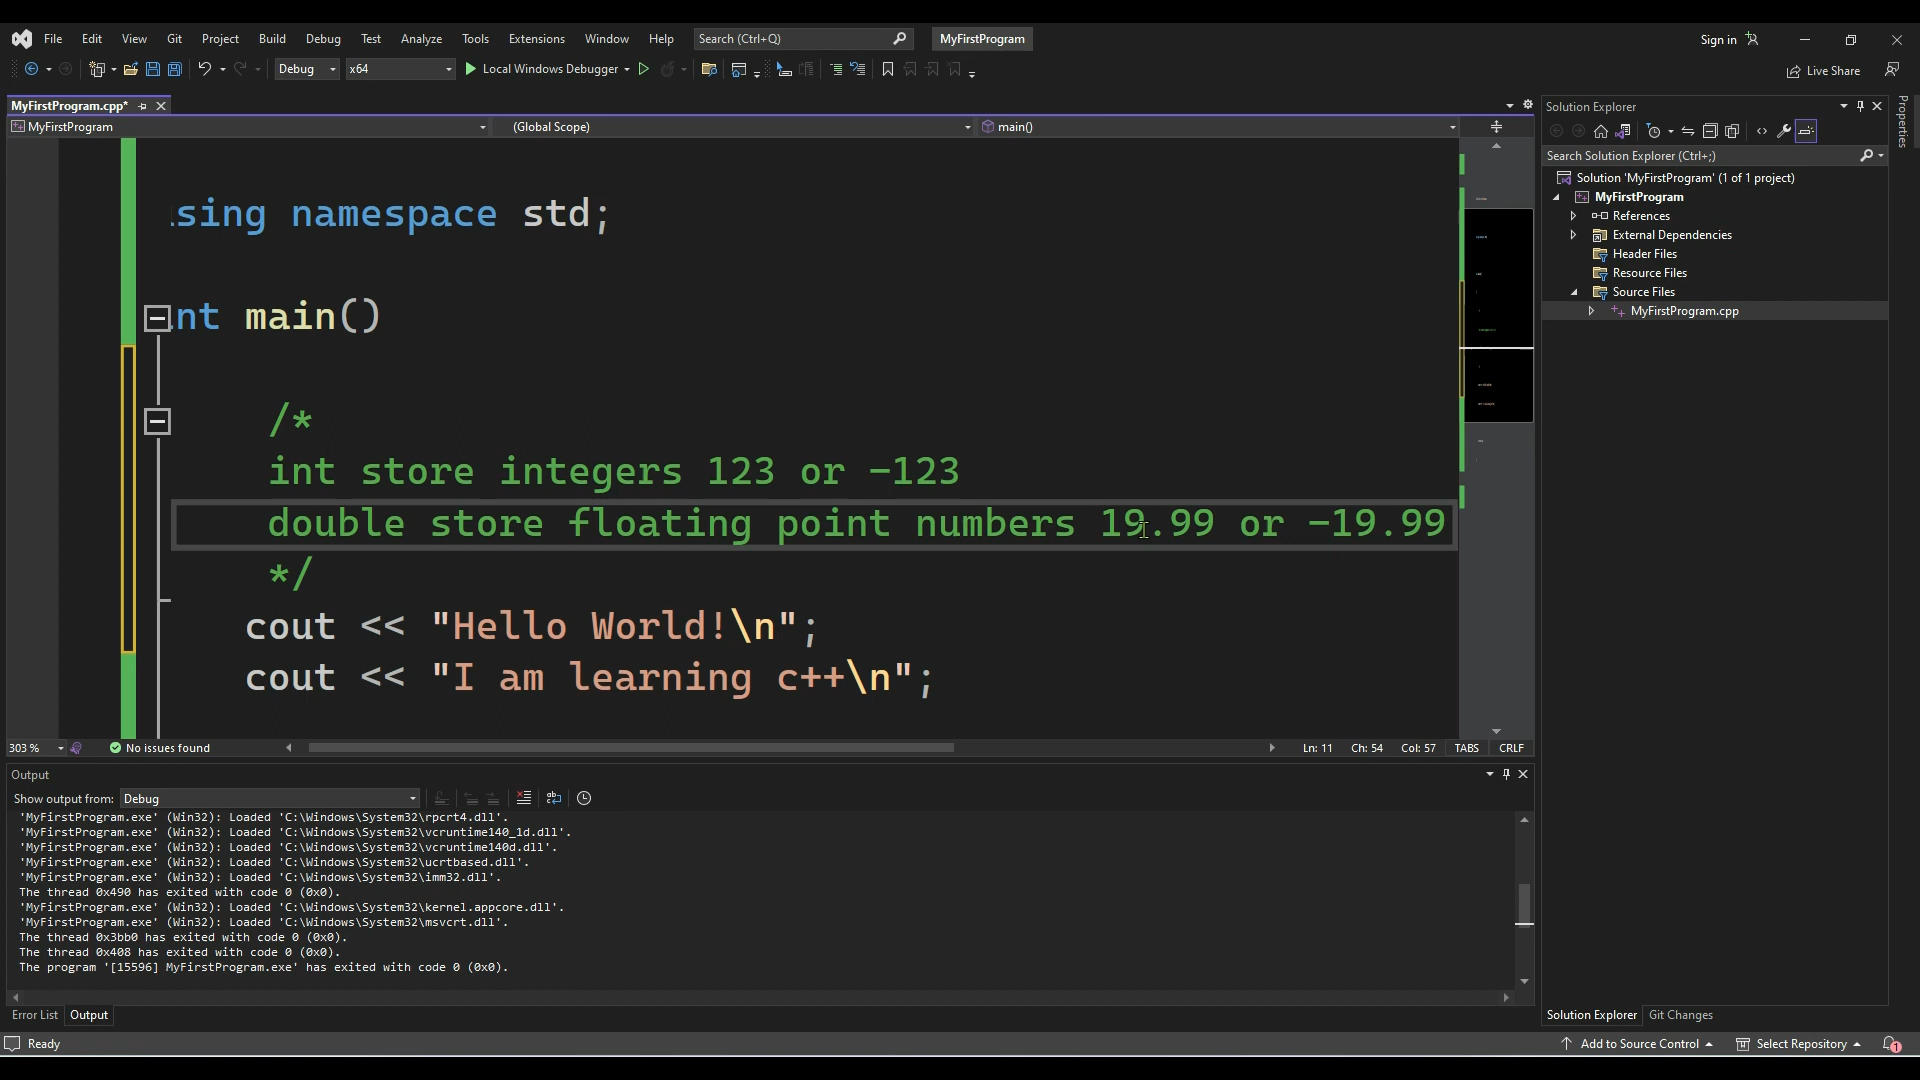 File Edit View Git Project Build Debug Test Analyze Tools Extensions Window Help Search (Ctrl+Q) MyFirstProgram Sign in
Debug x64 Local Windows Debugger Live Share
MyFirstProgram.cpp*
MyFirstProgram (Global Scope) main()
sing namespace std;
nt main()
/*
int store integers 123 or -123
double store floating point numbers 19.99 or -19.99
*/
cout << "Hello World!\n";
cout << "I am learning c++\n";
303 % No issues found Ln: 11 Ch: 54 Col: 57 TABS CRLF
Output
Show output from: Debug
'MyFirstProgram.exe' (Win32): Loaded 'C:\Windows\System32\rpcrt4.dll'.
'MyFirstProgram.exe' (Win32): Loaded 'C:\Windows\System32\vcruntime140_1d.dll'.
'MyFirstProgram.exe' (Win32): Loaded 'C:\Windows\System32\vcruntime140d.dll'.
'MyFirstProgram.exe' (Win32): Loaded 'C:\Windows\System32\ucrtbased.dll'.
'MyFirstProgram.exe' (Win32): Loaded 'C:\Windows\System32\imm32.dll'.
The thread 0x490 has exited with code 0 (0x0).
'MyFirstProgram.exe' (Win32): Loaded 'C:\Windows\System32\kernel.appcore.dll'.
'MyFirstProgram.exe' (Win32): Loaded 'C:\Windows\System32\msvcrt.dll'.
The thread 0x3bb0 has exited with code 0 (0x0).
The thread 0x408 has exited with code 0 (0x0).
The program '[15596] MyFirstProgram.exe' has exited with code 0 (0x0).
Error List Output
Solution Explorer
Search Solution Explorer (Ctrl+;)
Solution 'MyFirstProgram' (1 of 1 project)
MyFirstProgram
References
External Dependencies
Header Files
Resource Files
Source Files
MyFirstProgram.cpp
Solution Explorer Git Changes
Properties
Ready Add to Source Control Select Repository 1